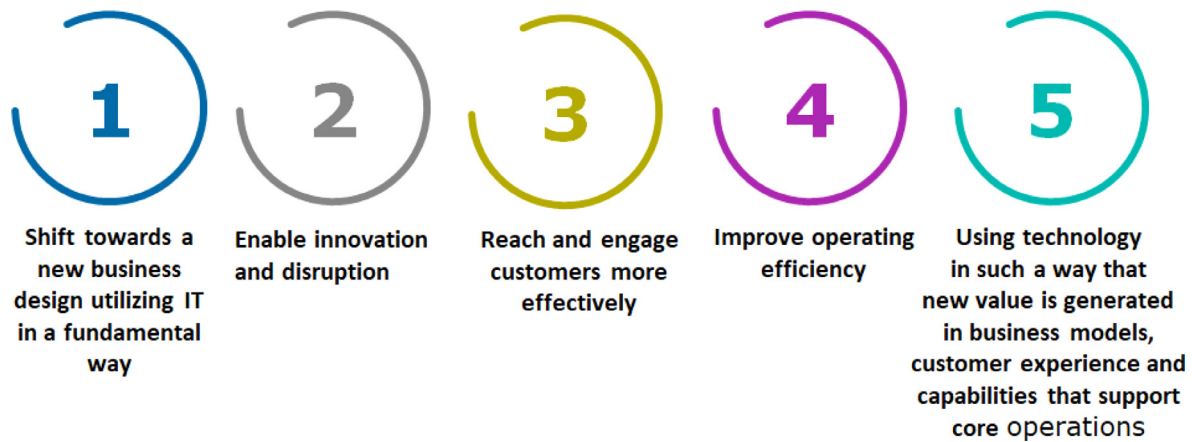 1
Shift towards a
new business
design utilizing IT
in a fundamental
way
2
Enable innovation
and disruption
3
Reach and engage
customers more
effectively
4
Improve operating
efficiency
5
Using technology
in such a way that
new value is generated
in business models,
customer experience and
capabilities that support
core operations